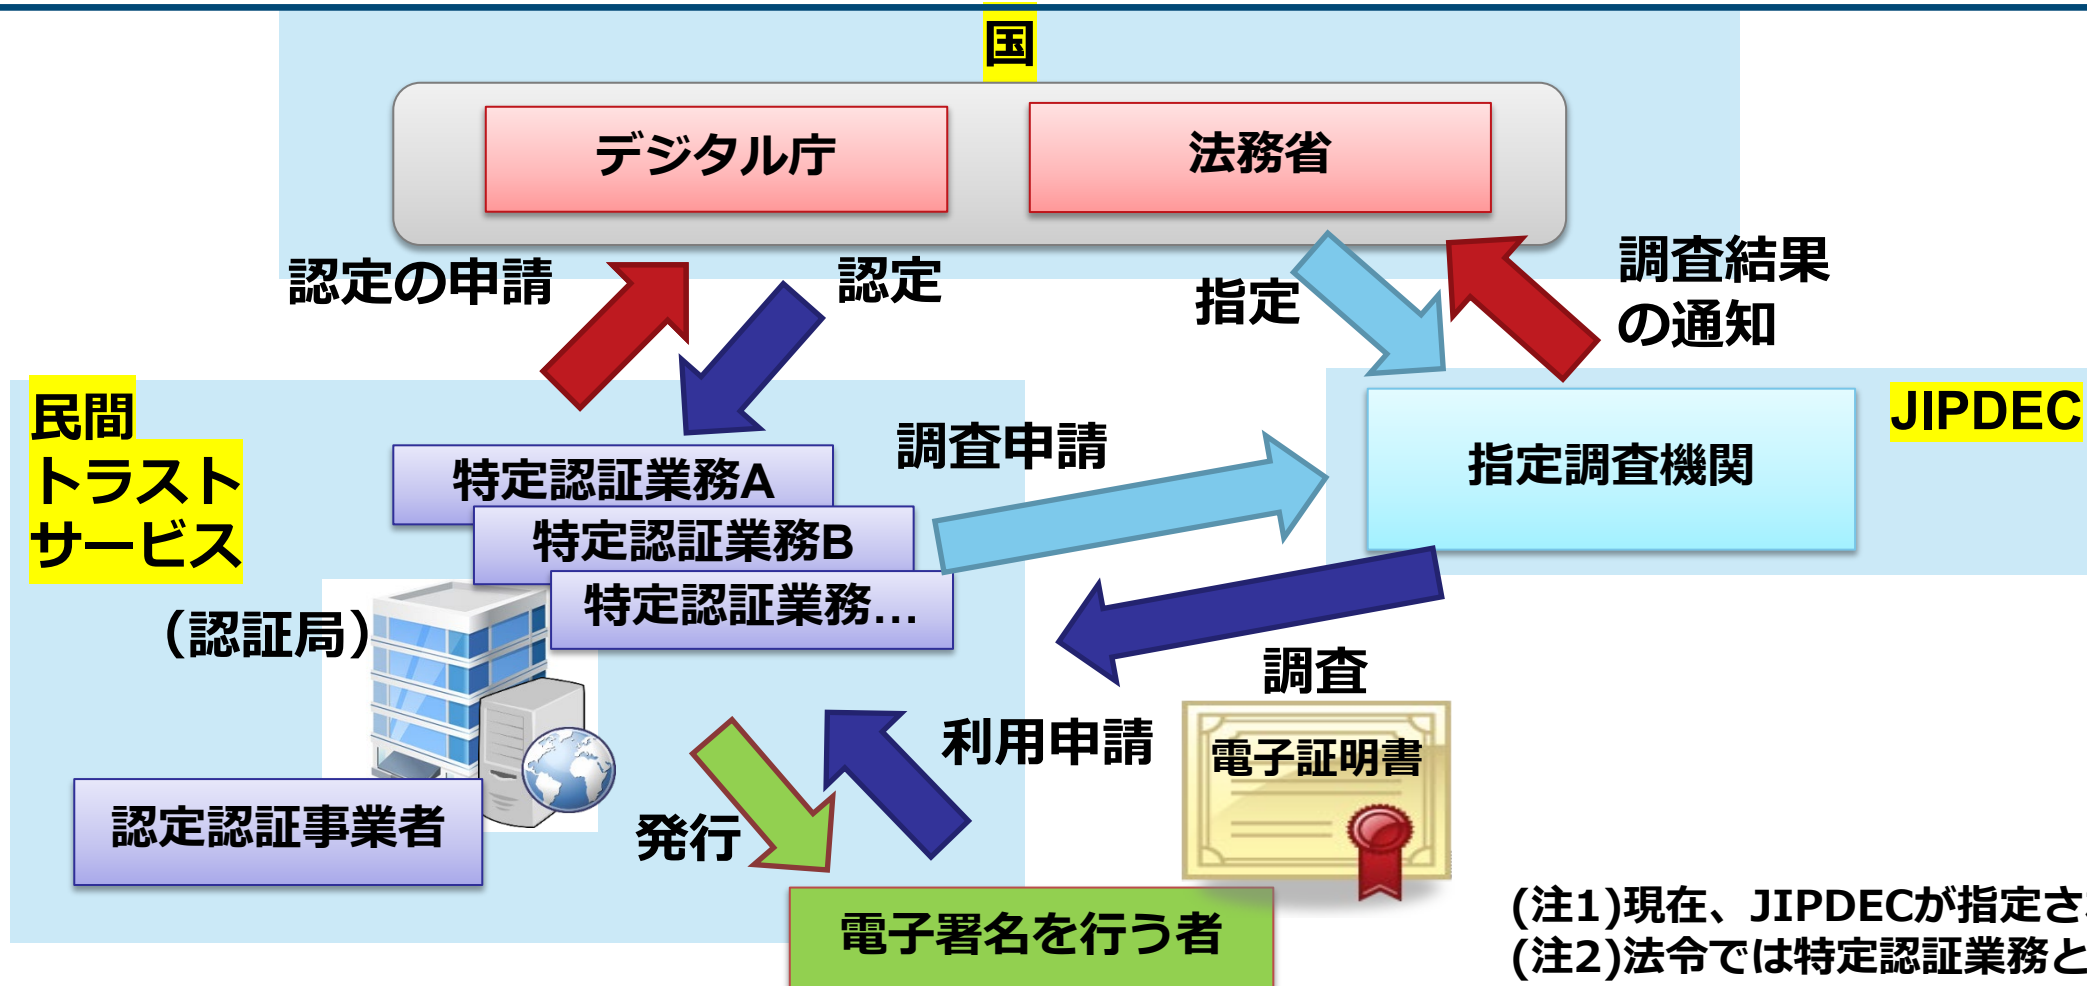 国
デジタル庁
法務省
認定の申請
認定
指定
調査結果
の通知
民間
トラスト
サービス
JIPDEC
特定認証業務A
特定認証業務B
特定認証業務…
調査申請
指定調査機関
（認証局）
調査
利用申請
電子証明書
認定認証事業者
発行
電子署名を行う者
(注1)現在、JIPDECが指定さ
(注2)法令では特定認証業務と